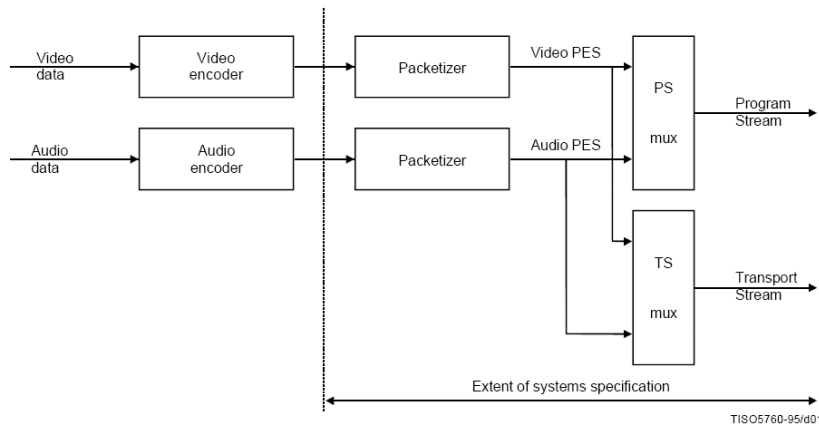 Video
data
Video
encoder
Packetizer
Video PES
PS
mux
Program
Stream
Audio
data
Audio
encoder
Packetizer
Audio PES
TS
mux
Transport
Stream
Extent of systems specification
TISO5760-95/d01